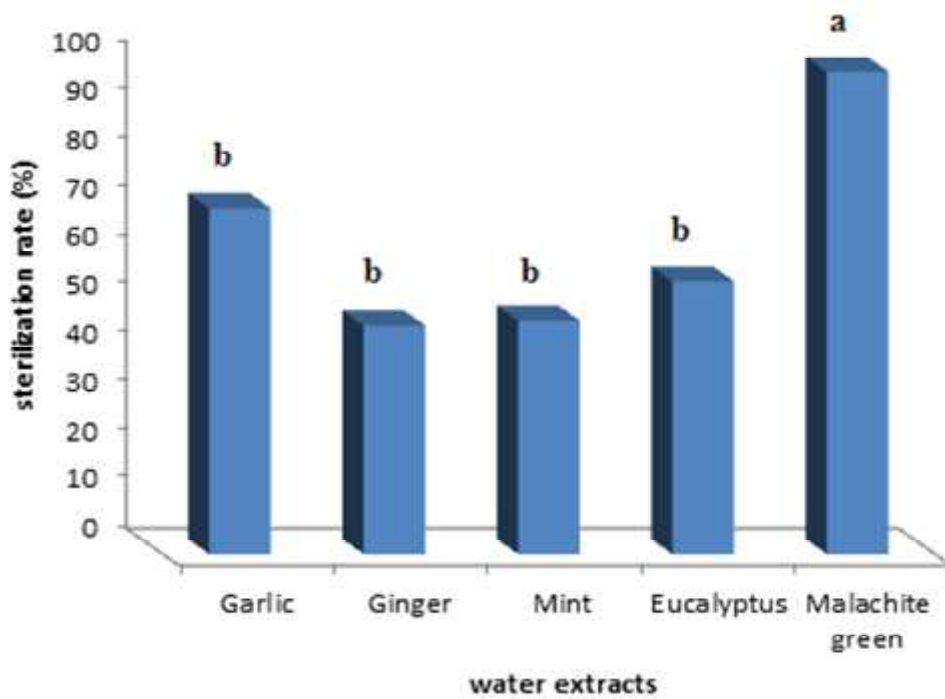 sterilization rate (%)
100
90
80
70
60
50
40
30
20
10
0
b
b
b
b
a
Garlic
Ginger
Mint
Eucalyptus
Malachite
green
water extracts